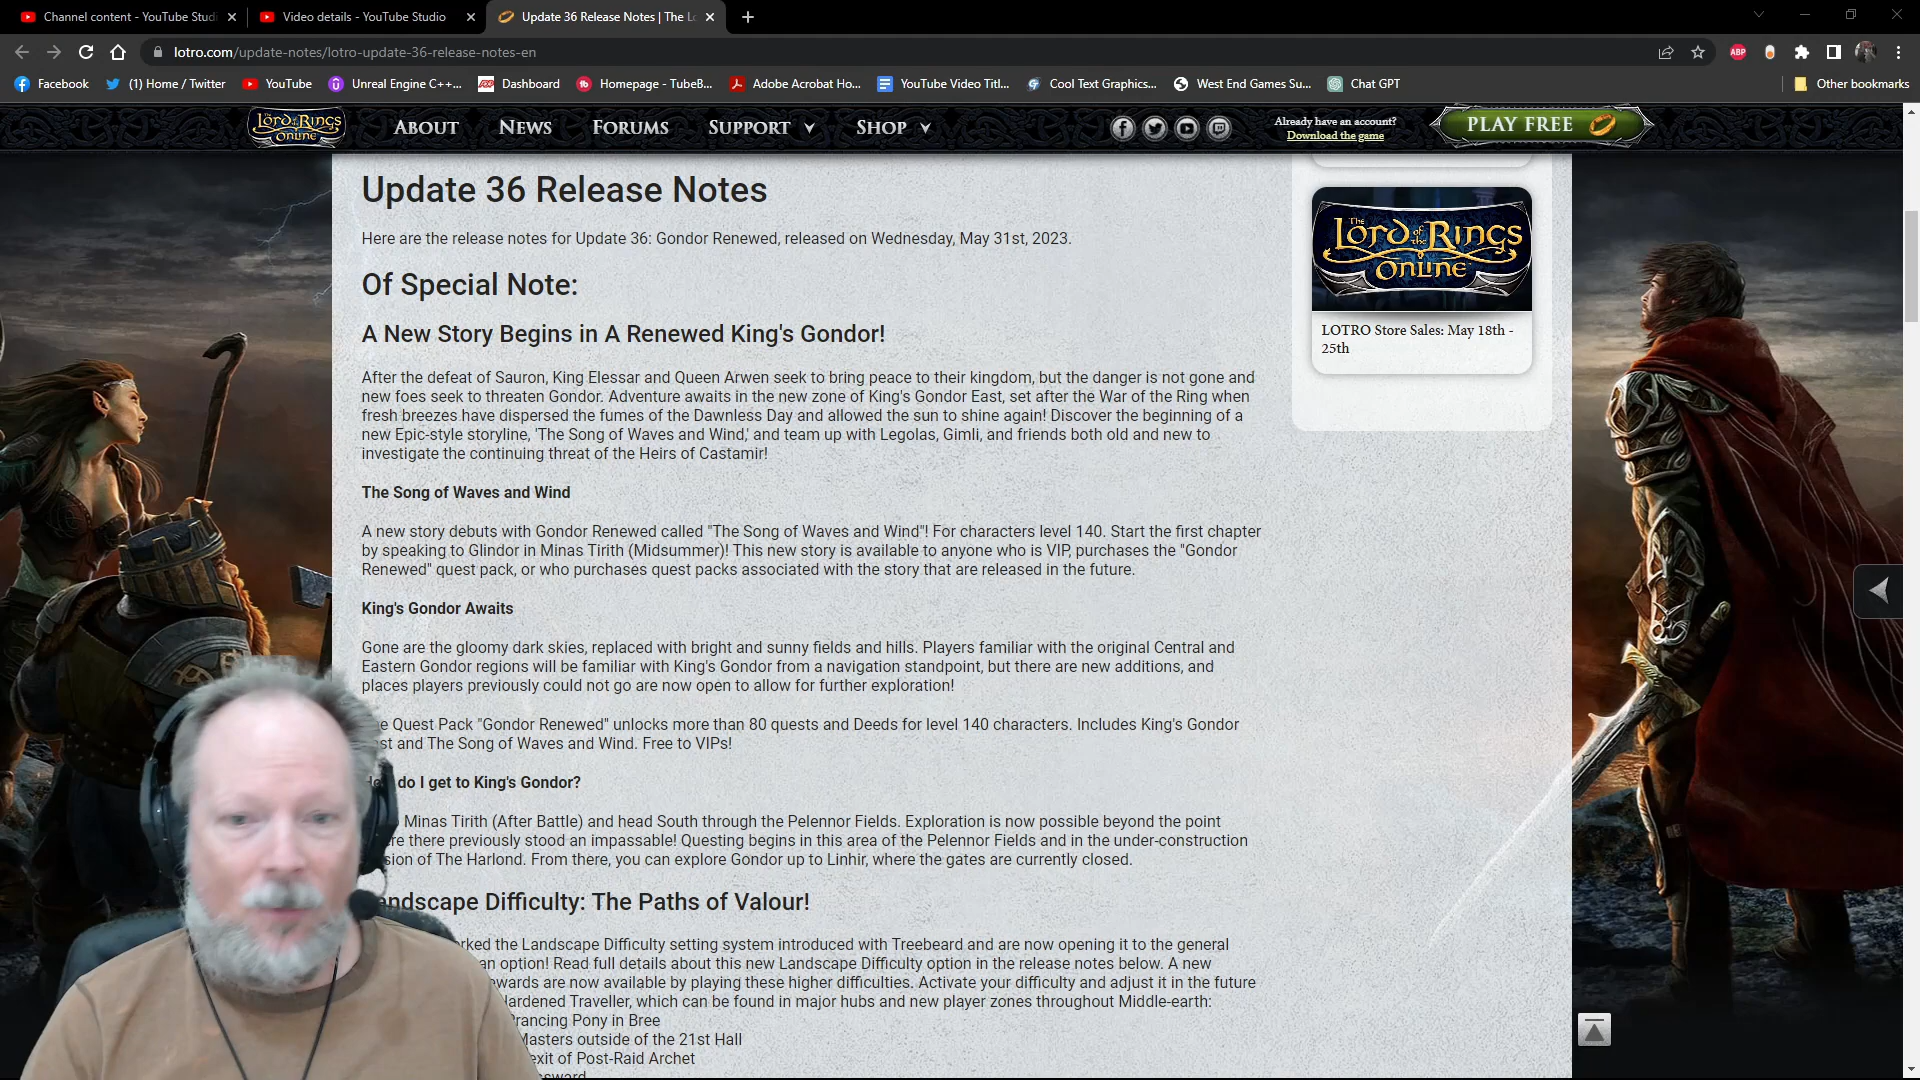 Channel content - YouTube Studi
Video details - YouTube Studio
Update 36 Release Notes | The L
lotro.com/update-notes/lotro-update-36-release-notes-en
ABP
Facebook
(1) Home / Twitter
YouTube
Unreal Engine C++...
Dashboard
Homepage - TubeB...
Adobe Acrobat Ho...
YouTube Video Titl...
Cool Text Graphics...
West End Games Su...
Chat GPT
Other bookmarks
The Lord of the Rings Online
About
News
Forums
Support
Shop
Already have an account?
Download the game
Play Free
Update 36 Release Notes
Here are the release notes for Update 36: Gondor Renewed, released on Wednesday, May 31st, 2023.
Of Special Note:
A New Story Begins in A Renewed King's Gondor!
After the defeat of Sauron, King Elessar and Queen Arwen seek to bring peace to their kingdom, but the danger is not gone and
new foes seek to threaten Gondor. Adventure awaits in the new zone of King's Gondor East, set after the War of the Ring when
fresh breezes have dispersed the fumes of the Dawnless Day and allowed the sun to shine again! Discover the beginning of a
new Epic-style storyline, 'The Song of Waves and Wind,' and team up with Legolas, Gimli, and friends both old and new to
investigate the continuing threat of the Heirs of Castamir!
The Song of Waves and Wind
A new story debuts with Gondor Renewed called "The Song of Waves and Wind"! For characters level 140. Start the first chapter
by speaking to Glindor in Minas Tirith (Midsummer)! This new story is available to anyone who is VIP, purchases the "Gondor
Renewed" quest pack, or who purchases quest packs associated with the story that are released in the future.
King's Gondor Awaits
Gone are the gloomy dark skies, replaced with bright and sunny fields and hills. Players familiar with the original Central and
Eastern Gondor regions will be familiar with King's Gondor from a navigation standpoint, but there are new additions, and
places players previously could not go are now open to allow for further exploration!
Quest Pack "Gondor Renewed" unlocks more than 80 quests and Deeds for level 140 characters. Includes King's Gondor
and The Song of Waves and Wind. Free to VIPs!
do I get to King's Gondor?
Minas Tirith (After Battle) and head South through the Pelennor Fields. Exploration is now possible beyond the point
there previously stood an impassable! Questing begins in this area of the Pelennor Fields and in the under-construction
of The Harlond. From there, you can explore Gondor up to Linhir, where the gates are currently closed.
Difficulty: The Paths of Valour!
the Landscape Difficulty setting system introduced with Treebeard and are now opening it to the general
an option! Read full details about this new Landscape Difficulty option in the release notes below. A new
are now available by playing these higher difficulties. Activate your difficulty and adjust it in the future
Traveller, which can be found in major hubs and new player zones throughout Middle-earth:
Prancing Pony in Bree
Masters outside of the 21st Hall
exit of Post-Raid Archet
The Lord of the Rings Online
LOTRO Store Sales: May 18th -
25th